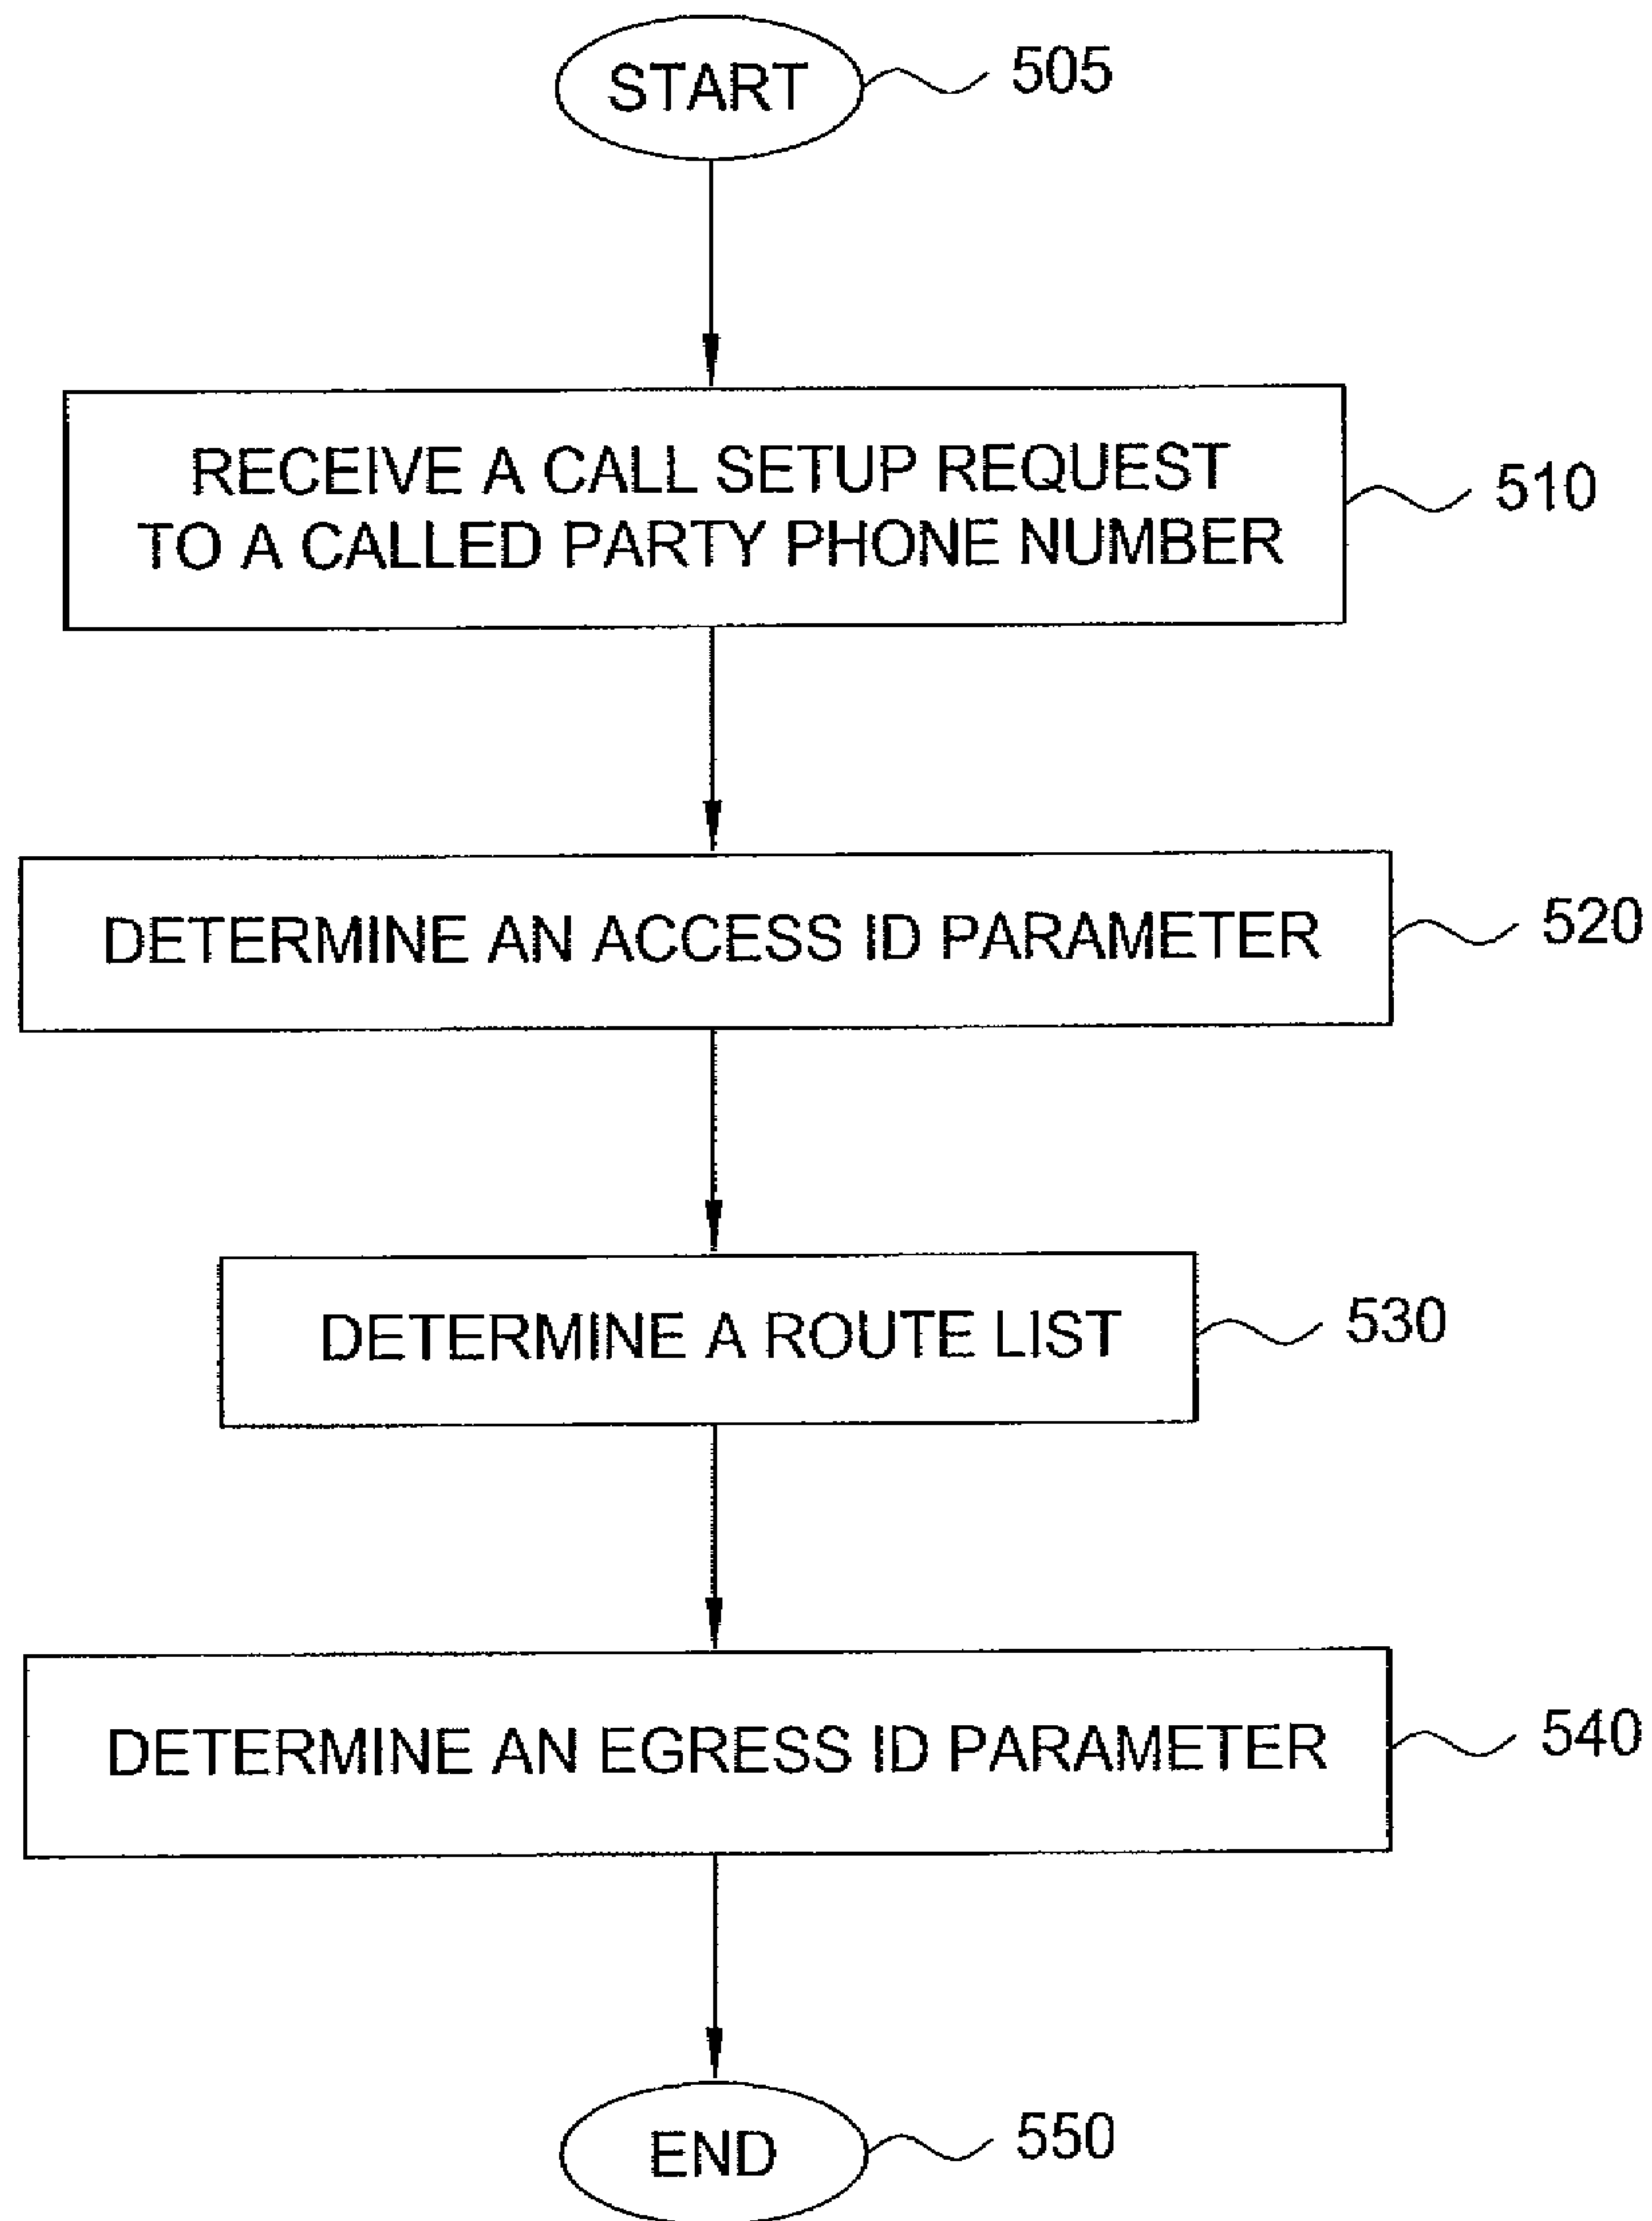 START
505
RECEIVE A CALL SETUP REQUEST
TO A CALLED PARTY PHONE NUMBER
510
DETERMINE AN ACCESS ID PARAMETER
520
DETERMINE A ROUTE LIST
530
DETERMINE AN EGRESS ID PARAMETER
540
END
550